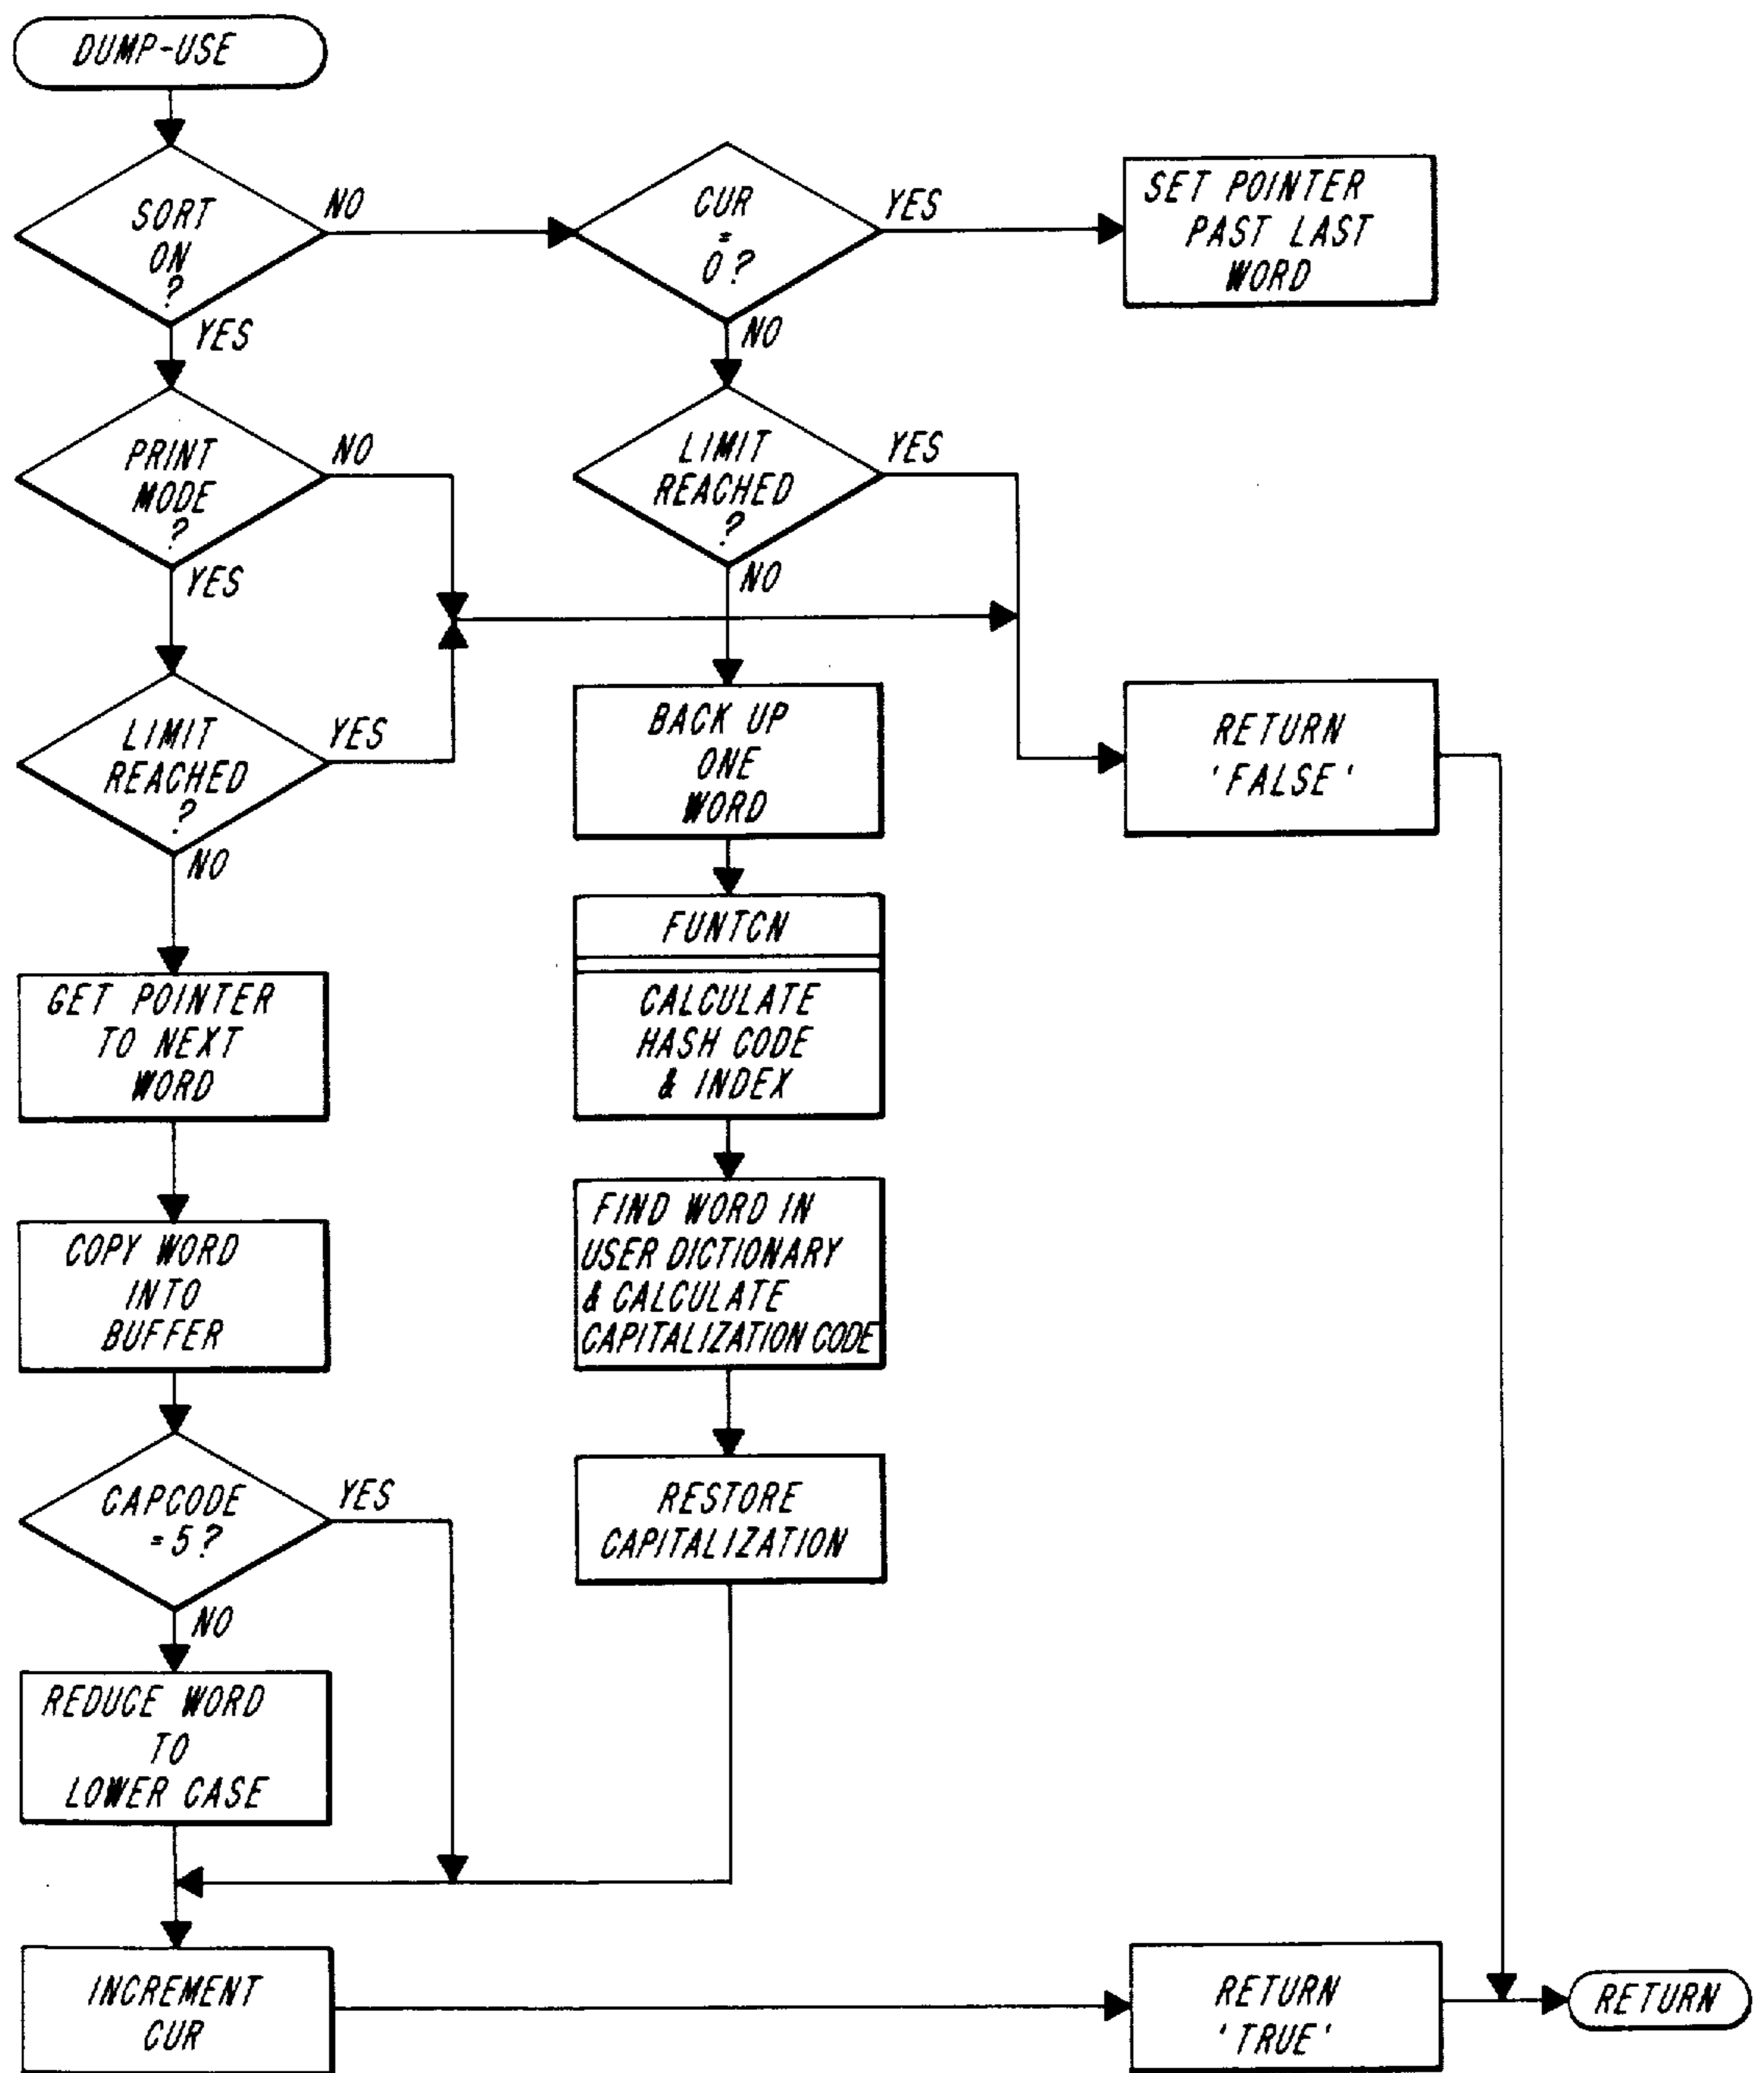 DUMP-USE
SORT
ON
?
NO
YES
CUR
=
0?
YES
NO
SET POINTER
PAST LAST
WORD
PRINT
MODE
?
NO
YES
LIMIT
REACHED
?
YES
NO
LIMIT
REACHED
?
YES
NO
BACK UP
ONE
WORD
RETURN
'FALSE'
FUNTCN
CALCULATE
HASH CODE
& INDEX
GET POINTER
TO NEXT
WORD
FIND WORD IN
USER DICTIONARY
& CALCULATE
CAPITALIZATION CODE
COPY WORD
INTO
BUFFER
CAPCODE
=5?
YES
NO
RESTORE
CAPITALIZATION
REDUCE WORD
TO
LOWER CASE
INCREMENT
CUR
RETURN
'TRUE'
RETURN